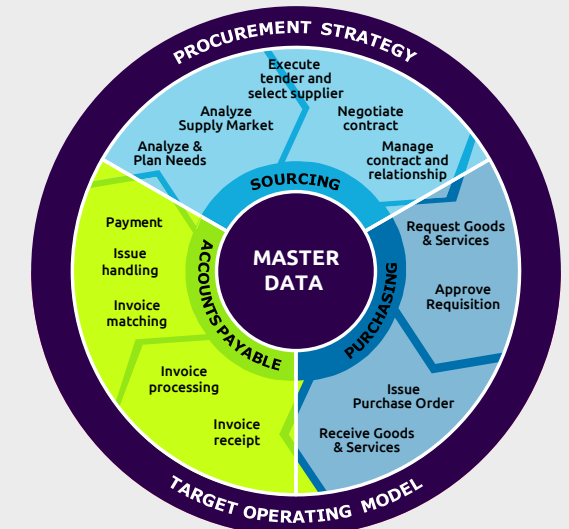 PROCUREMENT STRATEGY
Execute
tender and
select supplier
Analyze
Supply Market
Negotiate
contract
Analyze &
Plan Needs
Manage
contract and
relationship
SOURCING
Payment
Issue
handling
Invoice
matching
Invoice
processing
Invoice
receipt
ACCOUNTS PAYABLE
MASTER
DATA
PURCHASING
Request Goods
& Services
Approve
Requisition
Issue
Purchase Order
Receive Goods
& Services
TARGET OPERATING MODEL